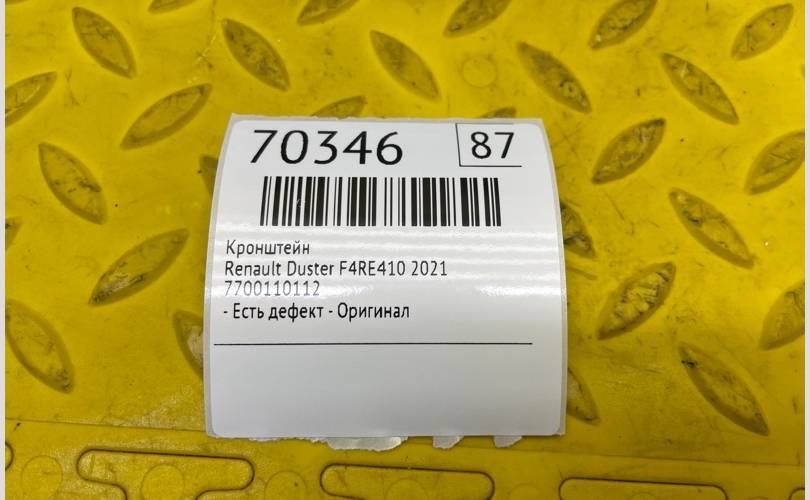 70346 87
Кронштейн
Renault Duster F4RE410 2021
7700110112
- Есть дефект - Оригинал